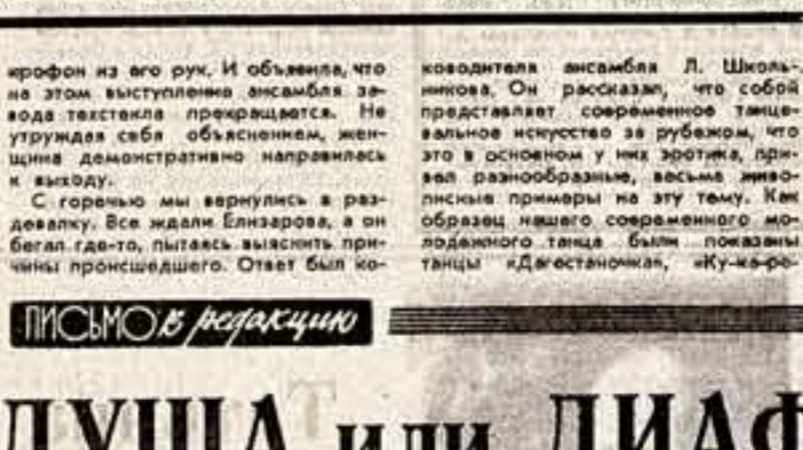 крофон из его рук. И объявила, что
на этом выступление ансамбля за-
вода техстекла прекращается. Не
утруждая себя объяснением, жен-
щина демонстративно направилась
к выходу.
С горечью мы вернулись в раз-
девалку. Все ждали Елизарова, а он
бегал где-то, пытаясь выяснить при-
чины происшедшего. Ответ был ко-
ководителя ансамбля Л. Школь-
никова. Он рассказал, что собой
представляет современное танце-
вальное искусство за рубежом, что
это в основном у них эротика, при-
вел разнообразные, весьма живо-
писные примеры на эту тему. Как
образец нашего современного мо-
лодежного танца были показаны
танцы «Дагестаночка», «Ку-ка-ре-
ПИСЬМО в редакцию
ДУША или ДИАФ